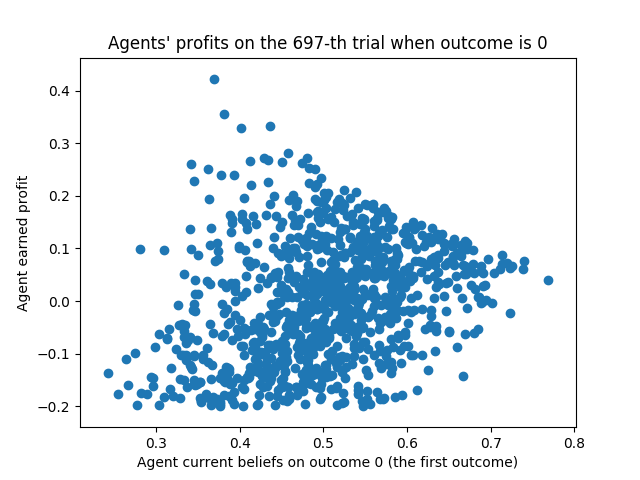 Agents' profits on the 697-th trial when outcome is 0
0.4
0.3
0.2
0.1
0.0
−0.1
−0.2
Agent earned profit
0.3 0.4 0.5 0.6 0.7 0.8
Agent current beliefs on outcome 0 (the first outcome)